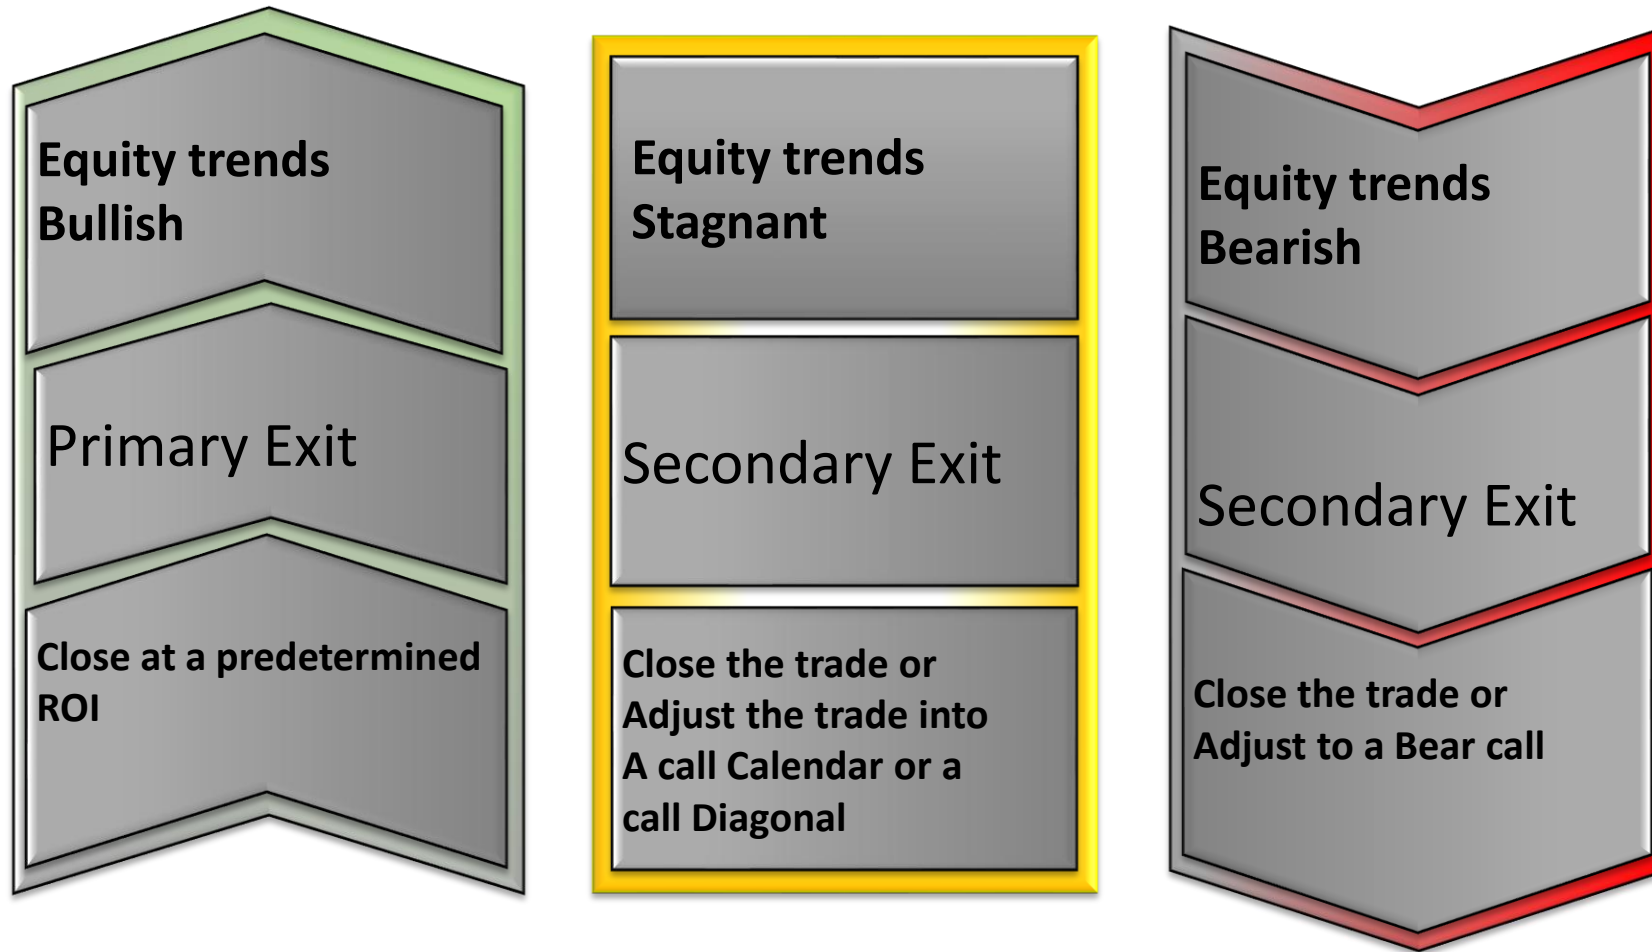 Equity trends
Bullish
Primary Exit
Close at a predetermined
ROI
Equity trends
Stagnant
Secondary Exit
Close the trade or
Adjust the trade into
A call Calendar or a
call Diagonal
Equity trends
Bearish
Secondary Exit
Close the trade or
Adjust to a Bear call